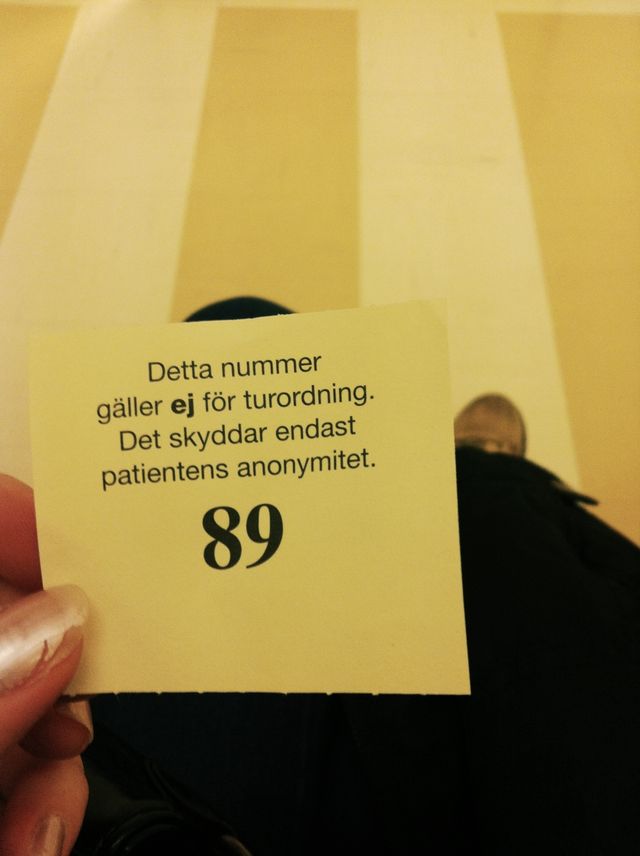 Detta nummer
gäller ej för turordning.
Det skyddar endast
patientens anonymitet.
89